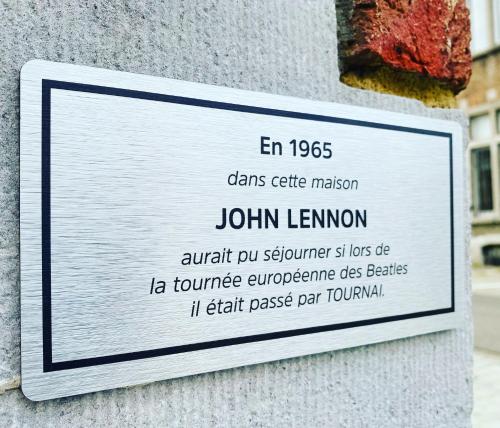 En 1965
dans cette maison
JOHN LENNON
aurait pu séjourner si lors de
la tournée européenne des Beatles
il était passé par TOURNAI.